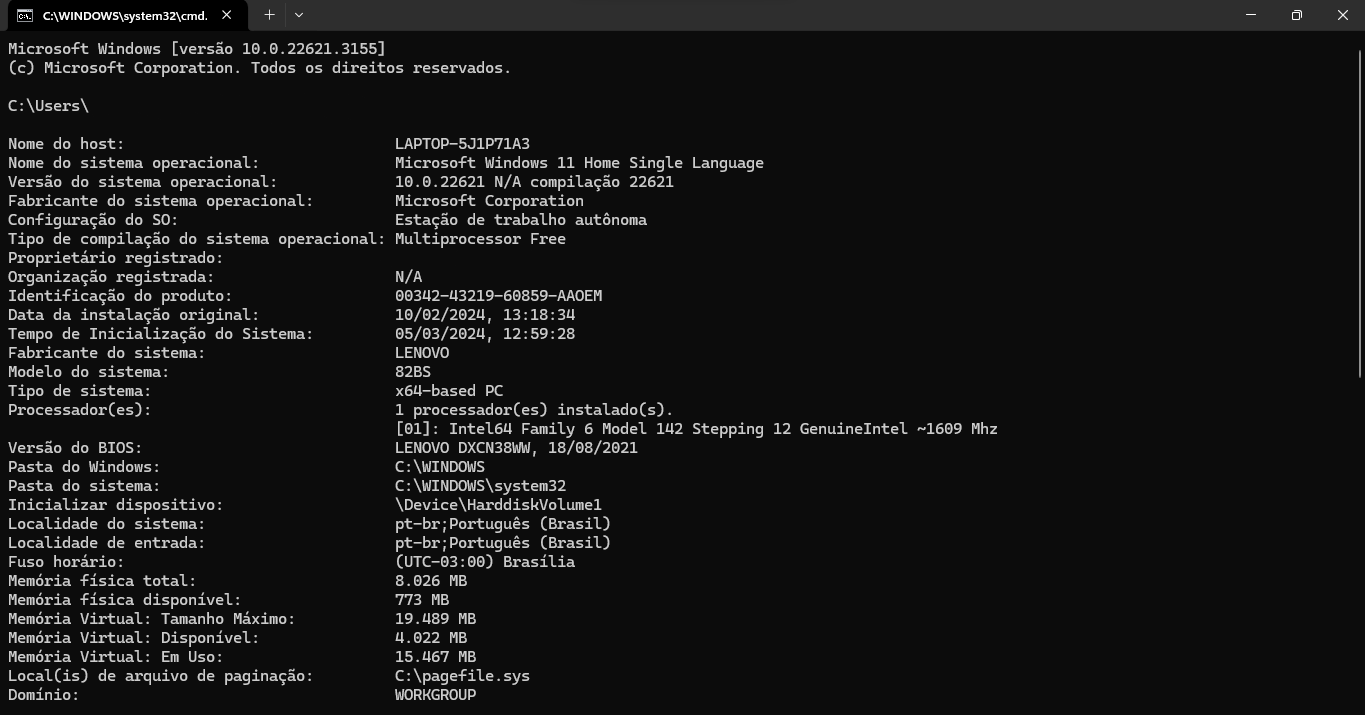 C:\WINDOWS\system32\cmd.
Microsoft Windows [versão 10.0.22621.3155]
(c) Microsoft Corporation. Todos os direitos reservados.
C:\Users\
Nome do host: LAPTOP-5J1P71A3
Nome do sistema operacional: Microsoft Windows 11 Home Single Language
Versão do sistema operacional: 10.0.22621 N/A compilação 22621
Fabricante do sistema operacional: Microsoft Corporation
Configuração do SO: Estação de trabalho autônoma
Tipo de compilação do sistema operacional: Multiprocessor Free
Proprietário registrado:
Organização registrada: N/A
Identificação do produto: 00342-43219-60859-AAOEM
Data da instalação original: 10/02/2024, 13:18:34
Tempo de Inicialização do Sistema: 05/03/2024, 12:59:28
Fabricante do sistema: LENOVO
Modelo do sistema: 82BS
Tipo de sistema: x64-based PC
Processador(es): 1 processador(es) instalado(s).
[01]: Intel64 Family 6 Model 142 Stepping 12 GenuineIntel ~1609 Mhz
Versão do BIOS: LENOVO DXCN38WW, 18/08/2021
Pasta do Windows: C:\WINDOWS
Pasta do sistema: C:\WINDOWS\system32
Inicializar dispositivo: \Device\HarddiskVolume1
Localidade do sistema: pt-br;Português (Brasil)
Localidade de entrada: pt-br;Português (Brasil)
Fuso horário: (UTC-03:00) Brasília
Memória física total: 8.026 MB
Memória física disponível: 773 MB
Memória Virtual: Tamanho Máximo: 19.489 MB
Memória Virtual: Disponível: 4.022 MB
Memória Virtual: Em Uso: 15.467 MB
Local(is) de arquivo de paginação: C:\pagefile.sys
Domínio: WORKGROUP